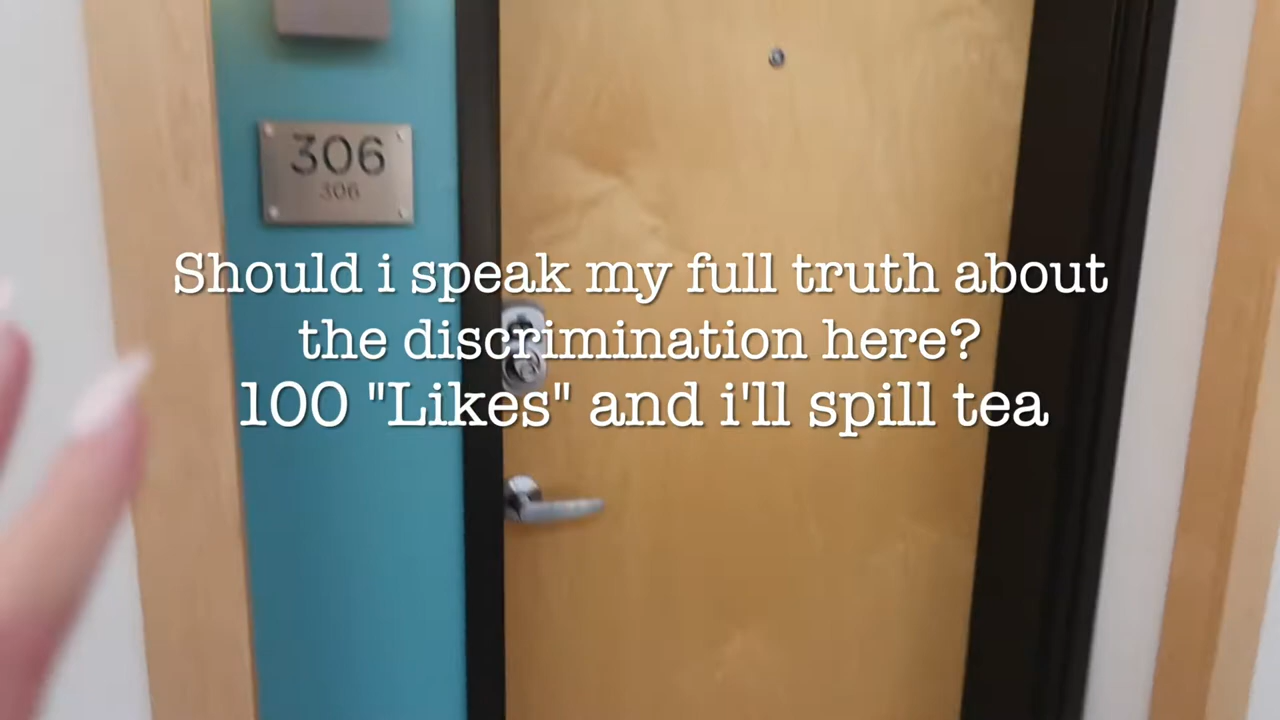 306
306
Should i speak my full truth about
the discrimination here?
100 "Likes" and i'll spill tea